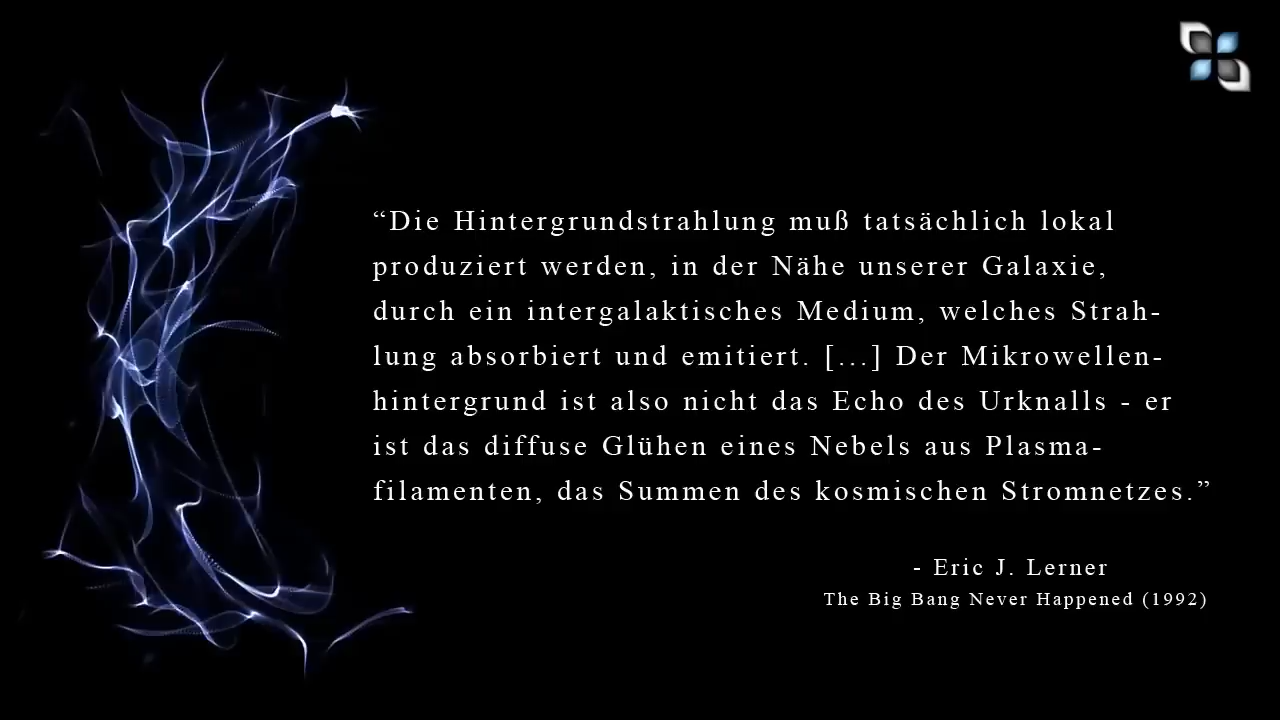 “Die Hintergrundstrahlung muß tatsächlich lokal
produziert werden, in der Nähe unserer Galaxie,
durch ein intergalaktisches Medium, welches Strah-
lung absorbiert und emitiert. [...] Der Mikrowellen-
hintergrund ist also nicht das Echo des Urknalls - er
ist das diffuse Glühen eines Nebels aus Plasma-
filamenten, das Summen des kosmischen Stromnetzes.”
- Eric J. Lerner
The Big Bang Never Happened (1992)